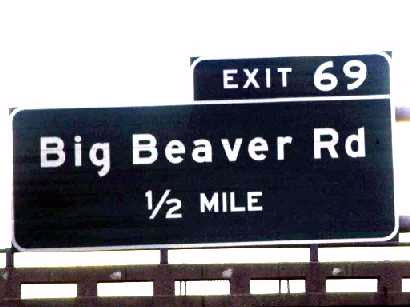 EXIT 69
Big Beaver Rd
1/2 MILE